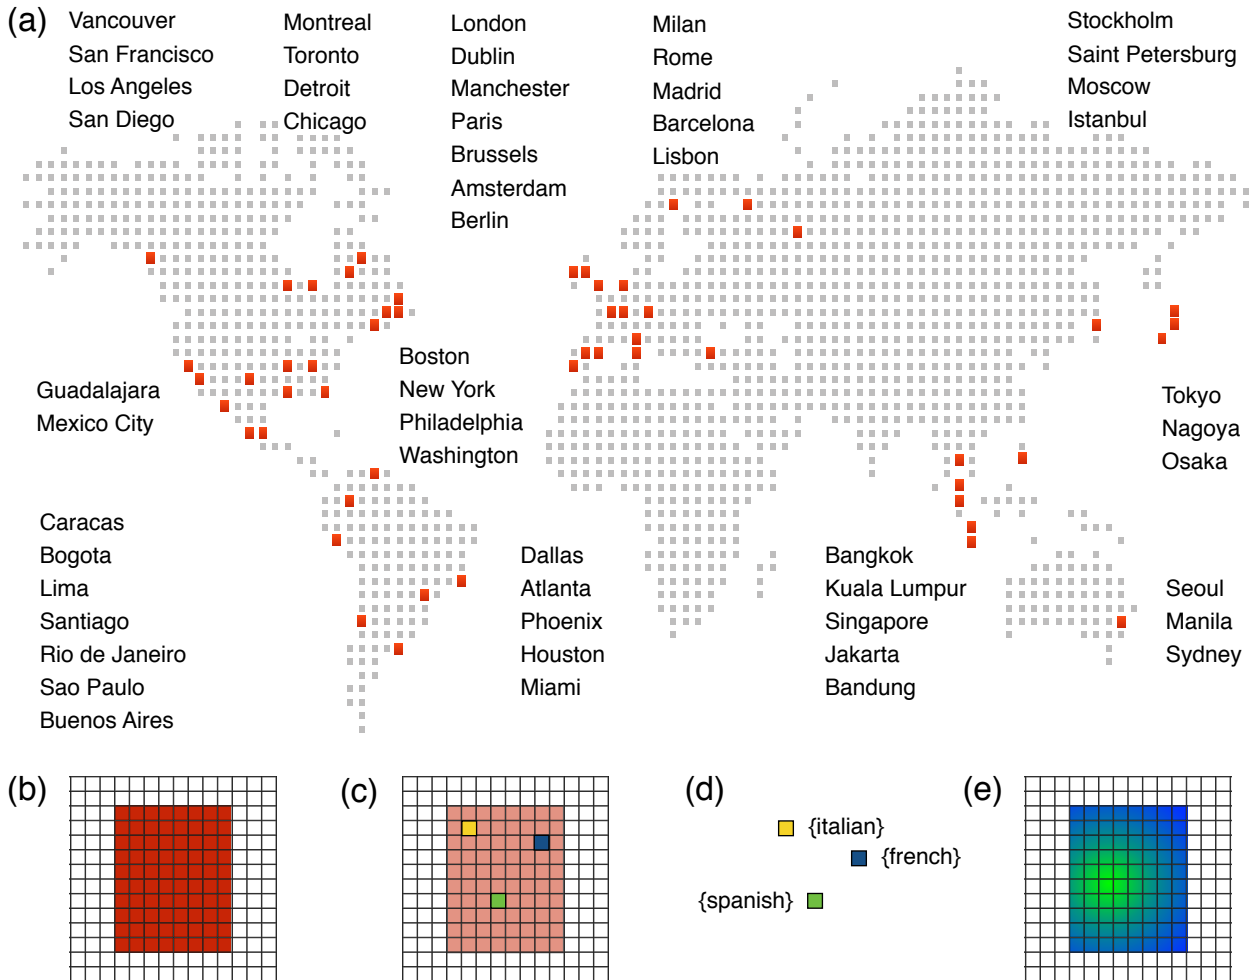 (a)
Vancouver
San Francisco
Los Angeles
San Diego
Montreal
Toronto
Detroit
Chicago
London
Dublin
Manchester
Paris
Brussels
Amsterdam
Berlin
Milan
Rome
Madrid
Barcelona
Lisbon
Stockholm
Saint Petersburg
Moscow
Istanbul
Guadalajara
Mexico City
Boston
New York
Philadelphia
Washington
Tokyo
Nagoya
Osaka
Caracas
Bogota
Lima
Santiago
Rio de Janeiro
Sao Paulo
Buenos Aires
Dallas
Atlanta
Phoenix
Houston
Miami
Bangkok
Kuala Lumpur
Singapore
Jakarta
Bandung
Seoul
Manila
Sydney
(b)
(c)
(d)
{italian}
{french}
{spanish}
(e)